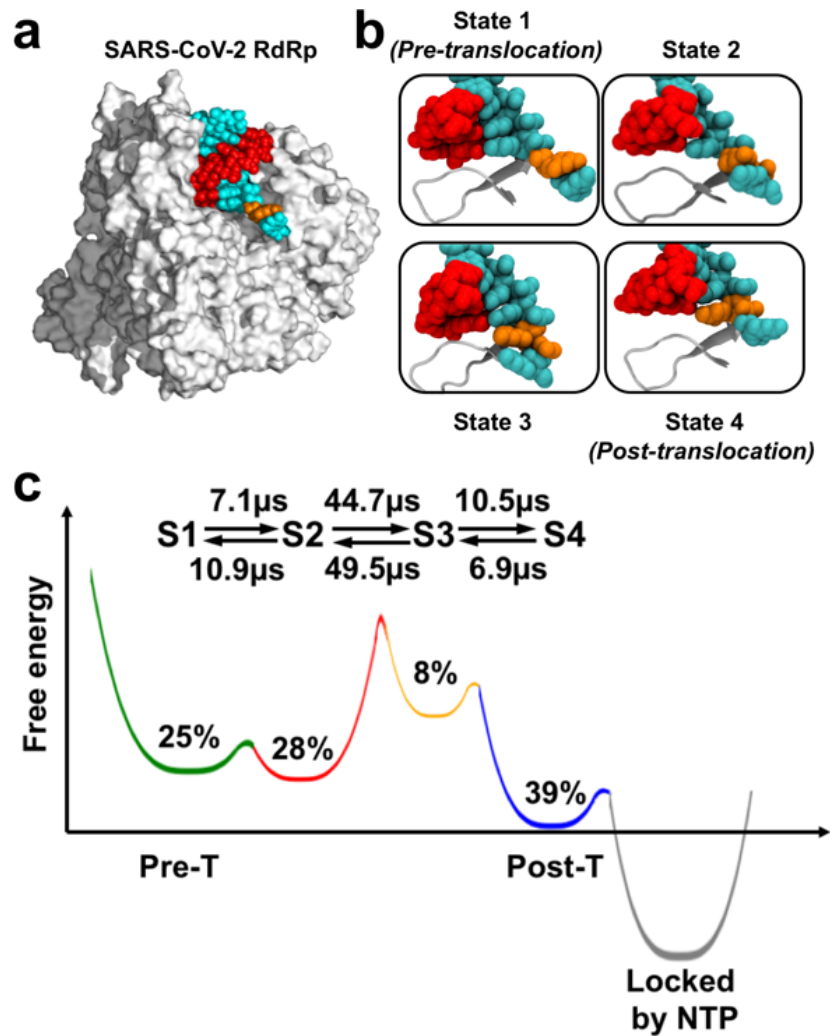 a
SARS-CoV-2 RdRp
b
State 1
(Pre-translocation)
State 2
State 3
State 4
(Post-translocation)
c
7.1µs 44.7µs 10.5µs
S1 S2 S3 S4
10.9µs 49.5µs 6.9µs
Free energy
25%
28%
8%
39%
Pre-T
Post-T
Locked
by NTP